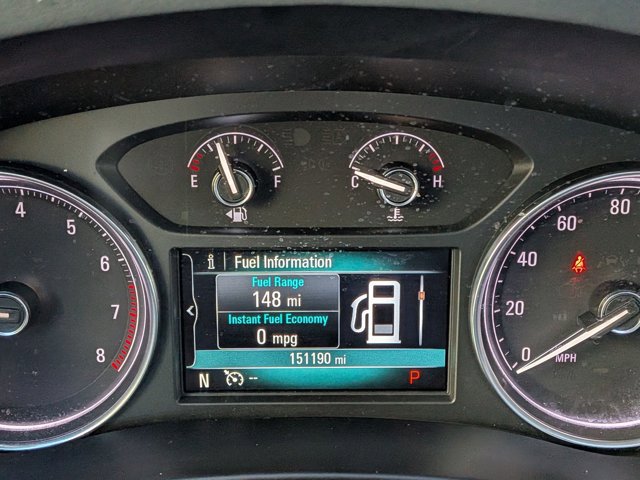 E F
C H
4
5
6
7
8
i Fuel Information
Fuel Range
148 mi
Instant Fuel Economy
0 mpg
151190 mi
N -- P
80
60
40
20
0
MPH